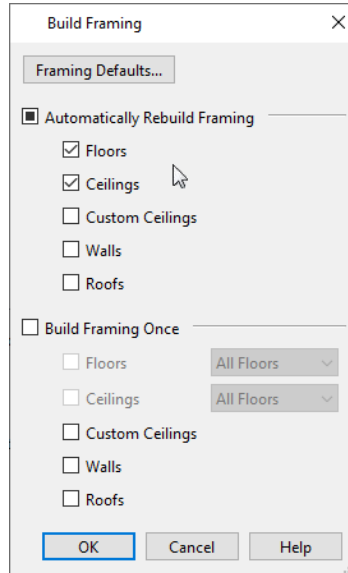 Build Framing
Framing Defaults...
Automatically Rebuild Framing
Floors
Ceilings
Custom Ceilings
Walls
Roofs
Build Framing Once
Floors All Floors
Ceilings All Floors
Custom Ceilings
Walls
Roofs
OK Cancel Help